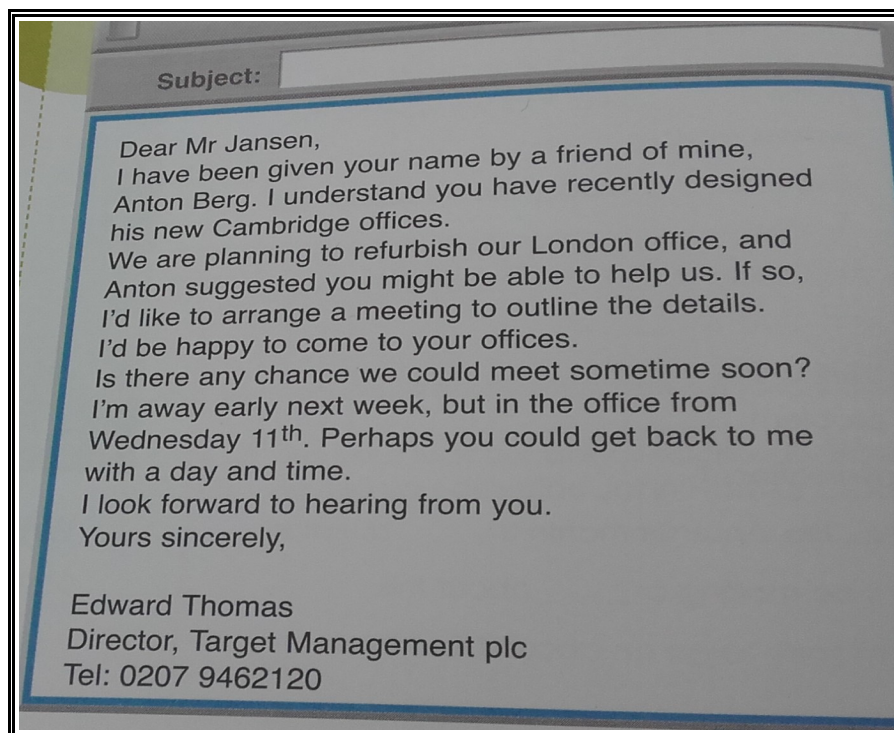 Subject:
Dear Mr Jansen,
I have been given your name by a friend of mine,
Anton Berg. I understand you have recently designed
his new Cambridge offices.
We are planning to refurbish our London office, and
Anton suggested you might be able to help us. If so,
I'd like to arrange a meeting to outline the details.
I'd be happy to come to your offices.
Is there any chance we could meet sometime soon?
I'm away early next week, but in the office from
Wednesday 11th. Perhaps you could get back to me
with a day and time.
I look forward to hearing from you.
Yours sincerely,
Edward Thomas
Director, Target Management plc
Tel: 0207 9462120